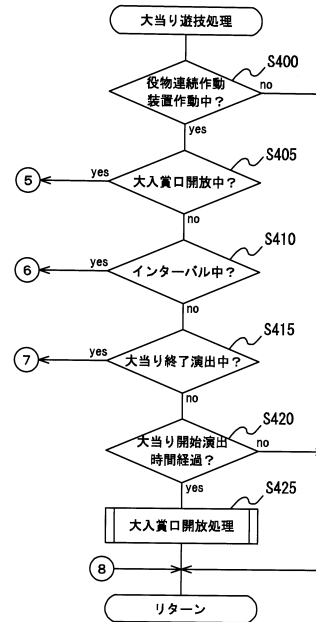 大当り遊技処理
S400
役物連続作動
装置作動中？
no
yes
S405
大入賞口開放中？
yes
5
no
S410
インターバル中？
yes
6
no
S415
大当り終了演出中？
yes
7
no
S420
大当り開始演出
時間経過？
no
yes
S425
大入賞口開放処理
8
リターン